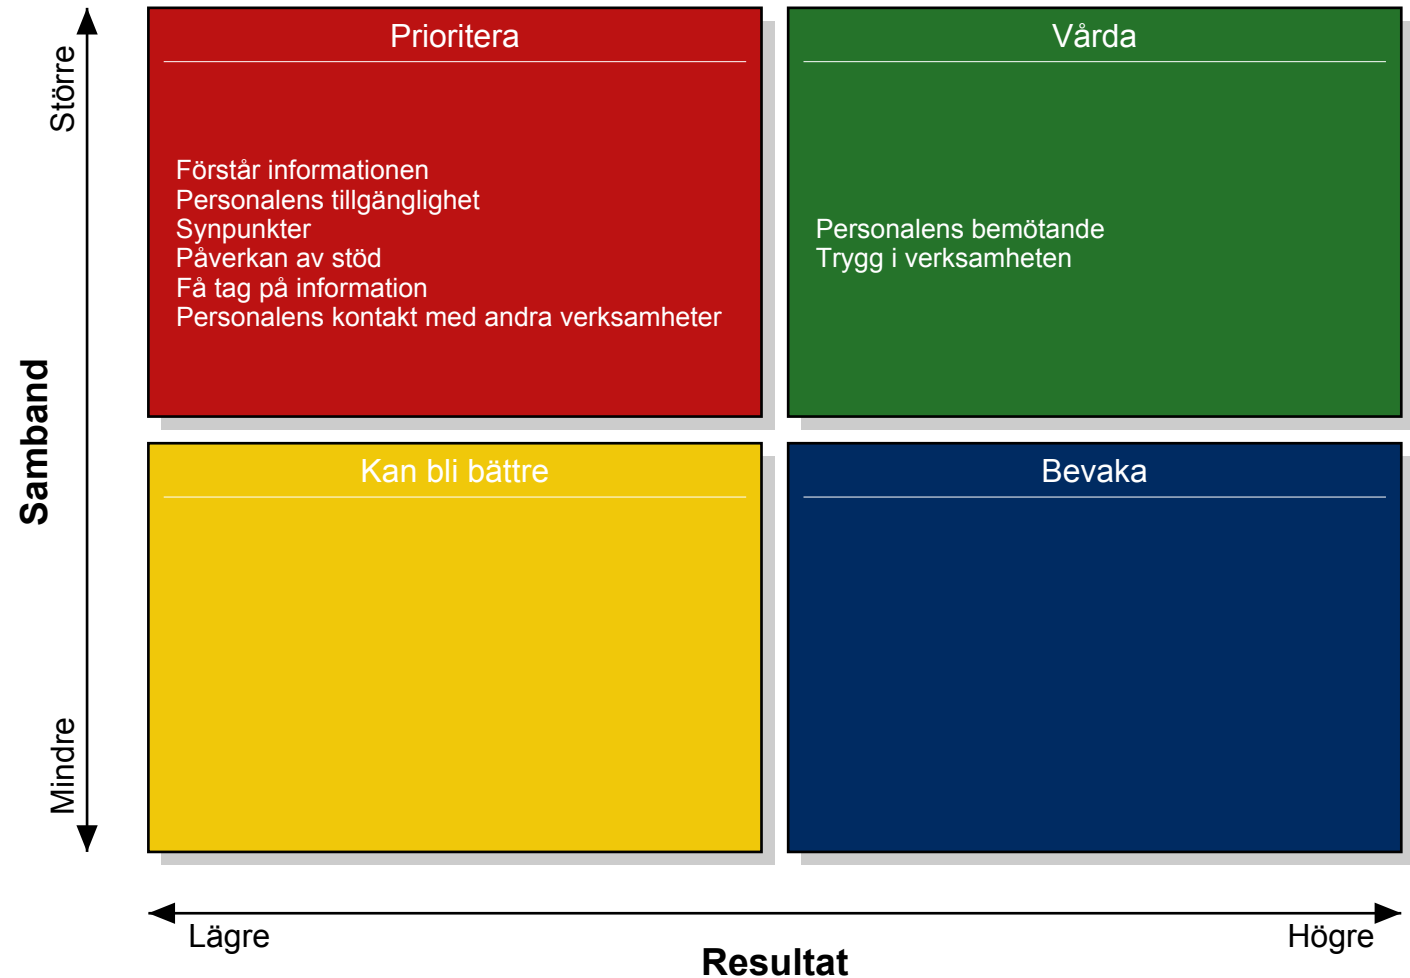 Större
Prioritera
Förstår informationen
Personalens tillgänglighet
Synpunkter
Påverkan av stöd
Få tag på information
Personalens kontakt med andra verksamheter
Vårda
Personalens bemötande
Trygg i verksamheten
Samband
Kan bli bättre
Bevaka
Mindre
Lägre
Högre
Resultat